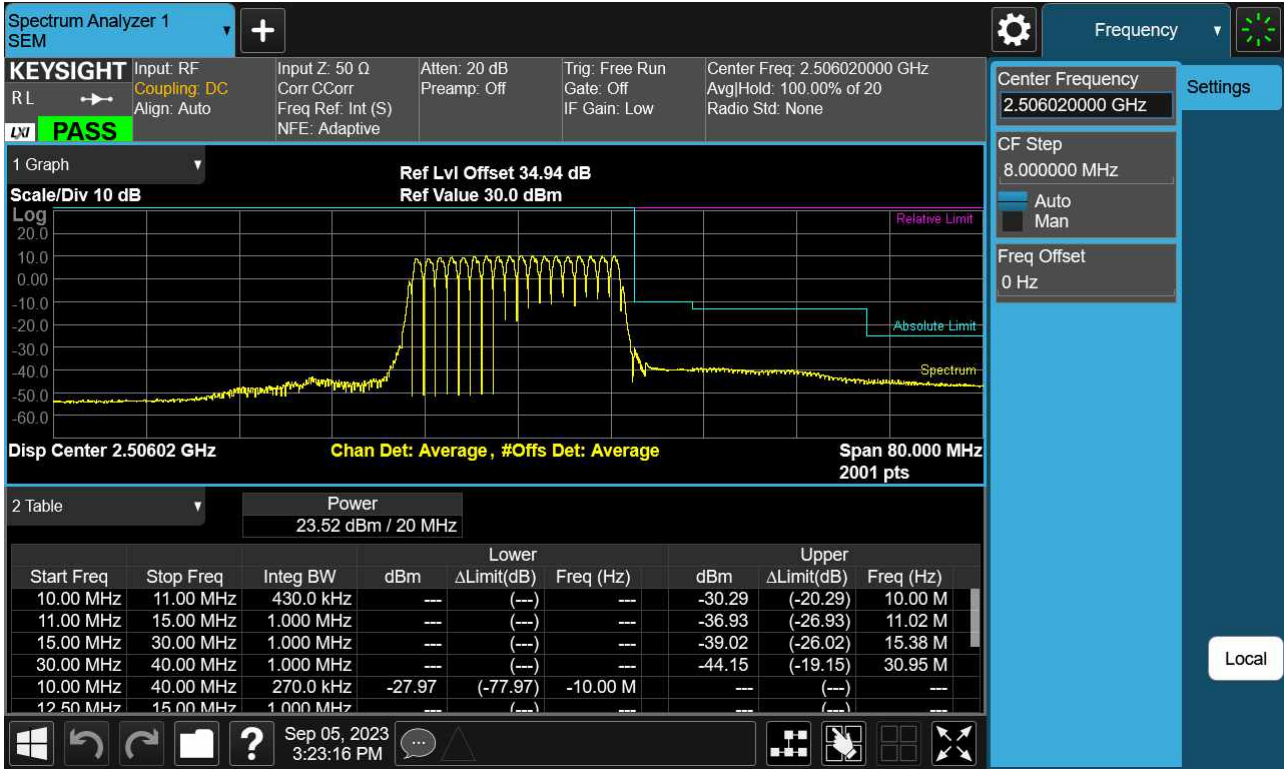 Spectrum Analyzer 1
SEM
Frequency
KEYSIGHT
R L
LXI PASS
Input: RF
Coupling: DC
Align: Auto
Input Z: 50 Ω
Corr CCorr
Freq Ref: Int (S)
NFE: Adaptive
Atten: 20 dB
Preamp: Off
Trig: Free Run
Gate: Off
IF Gain: Low
Center Freq: 2.506020000 GHz
Avg|Hold: 100.00% of 20
Radio Std: None
Center Frequency
2.506020000 GHz
Settings
CF Step
8.000000 MHz
Auto
Man
Freq Offset
0 Hz
Local
1 Graph
Scale/Div 10 dB
Ref Lvl Offset 34.94 dB
Ref Value 30.0 dBm
Log
20.0
10.0
0.00
-10.0
-20.0
-30.0
-40.0
-50.0
-60.0
Relative Limit
Absolute Limit
Spectrum
Disp Center 2.50602 GHz
Chan Det: Average , #Offs Det: Average
Span 80.000 MHz
2001 pts
2 Table
Power
23.52 dBm / 20 MHz
Lower Upper
Start Freq Stop Freq Integ BW dBm ΔLimit(dB) Freq (Hz) dBm ΔLimit(dB) Freq (Hz)
10.00 MHz 11.00 MHz 430.0 kHz --- (---) --- -30.29 (-20.29) 10.00 M
11.00 MHz 15.00 MHz 1.000 MHz --- (---) --- -36.93 (-26.93) 11.02 M
15.00 MHz 30.00 MHz 1.000 MHz --- (---) --- -39.02 (-26.02) 15.38 M
30.00 MHz 40.00 MHz 1.000 MHz --- (---) --- -44.15 (-19.15) 30.95 M
10.00 MHz 40.00 MHz 270.0 kHz -27.97 (-77.97) -10.00 M --- (---) ---
12.50 MHz 15.00 MHz 1.000 MHz --- (---) --- --- (---) ---
Sep 05, 2023
3:23:16 PM